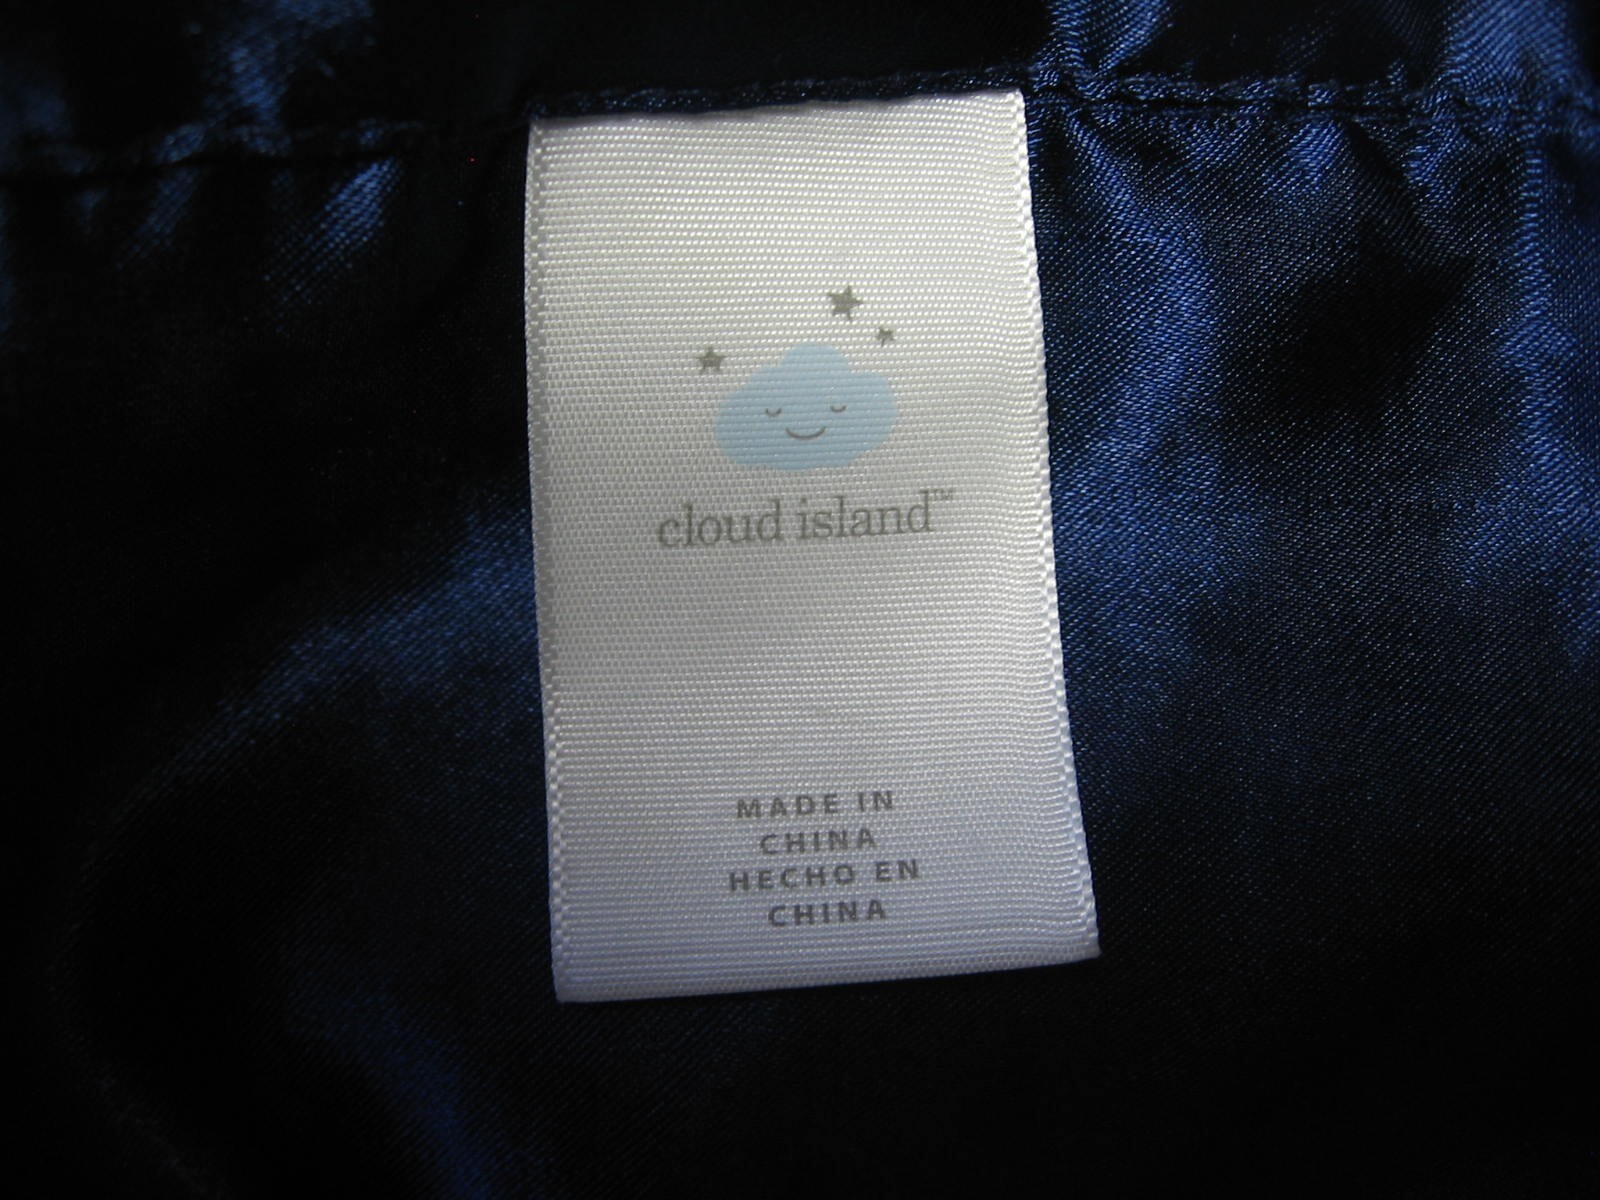 cloud island™
MADE IN
CHINA
HECHO EN
CHINA